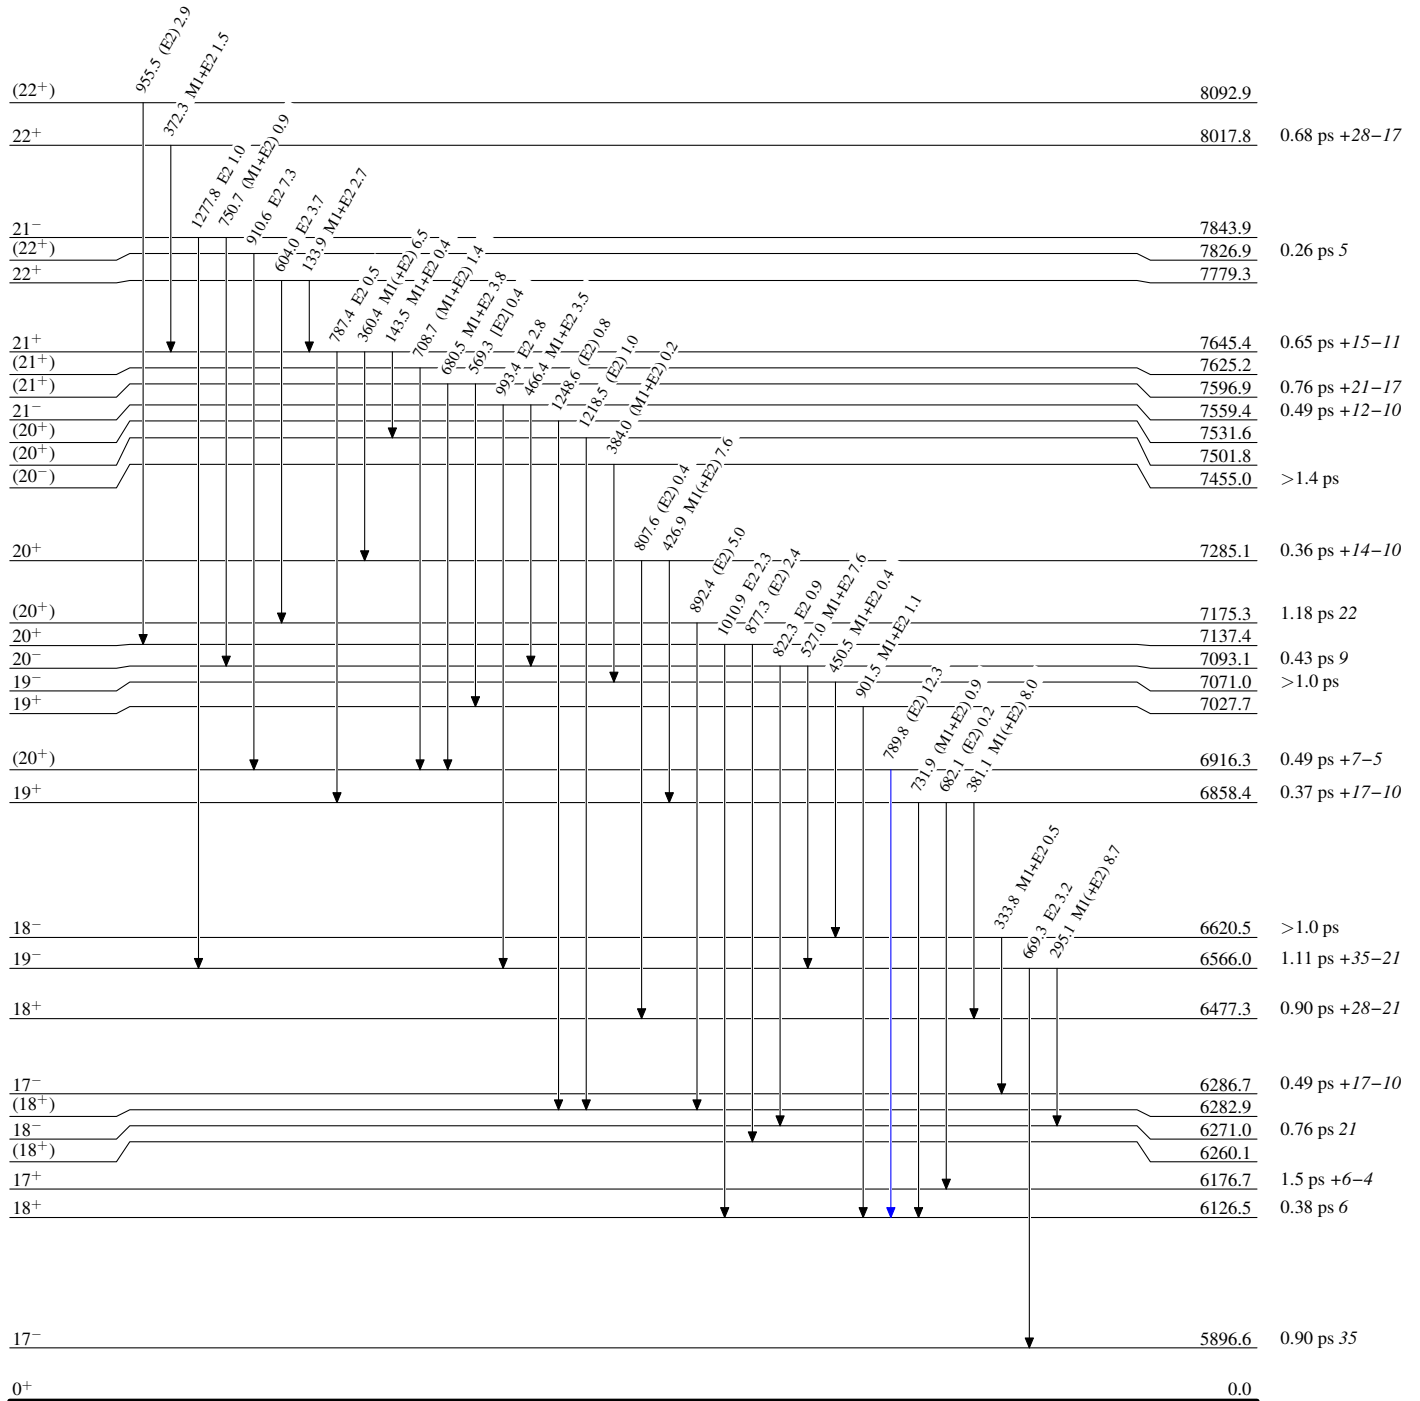 955.5 (E2) 2.9
372.3 M1+E2 1.5
1277.8 E2 1.0
750.7 (M1+E2) 0.9
910.6 E2 7.3
604.0 E2 3.7
133.9 M1+E2 2.7
787.4 E2 0.5
360.4 M1(+E2) 6.5
143.5 M1+E2 0.4
708.7 (M1+E2) 1.4
680.5 M1+E2 3.8
569.3 [E2] 0.4
993.4 E2 2.8
466.4 M1+E2 3.5
1248.6 (E2) 0.8
1218.5 (E2) 1.0
384.0 (M1+E2) 0.2
807.6 (E2) 0.4
426.9 M1(+E2) 7.6
892.4 (E2) 5.0
1010.9 E2 2.3
877.3 (E2) 2.4
822.3 E2 0.9
527.0 M1+E2 7.6
450.5 M1+E2 0.4
901.5 M1+E2 1.1
789.8 (E2) 12.3
731.9 (M1+E2) 0.9
682.1 (E2) 0.2
381.1 M1(+E2) 8.0
333.8 M1+E2 0.5
669.3 E2 3.2
295.1 M1(+E2) 8.7
(22⁺) 8092.9
22⁺ 8017.8 0.68 ps +28−17
21⁻ 7843.9
(22⁺) 7826.9 0.26 ps 5
22⁺ 7779.3
21⁺ 7645.4 0.65 ps +15−11
(21⁺) 7625.2
(21⁺) 7596.9 0.76 ps +21−17
21⁻ 7559.4 0.49 ps +12−10
(20⁺) 7531.6
(20⁺) 7501.8
(20⁻) 7455.0 >1.4 ps
20⁺ 7285.1 0.36 ps +14−10
(20⁺) 7175.3 1.18 ps 22
20⁺ 7137.4
20⁻ 7093.1 0.43 ps 9
19⁻ 7071.0 >1.0 ps
19⁺ 7027.7
(20⁺) 6916.3 0.49 ps +7−5
19⁺ 6858.4 0.37 ps +17−10
18⁻ 6620.5 >1.0 ps
19⁻ 6566.0 1.11 ps +35−21
18⁺ 6477.3 0.90 ps +28−21
17⁻ 6286.7 0.49 ps +17−10
(18⁺) 6282.9
18⁻ 6271.0 0.76 ps 21
(18⁺) 6260.1
17⁺ 6176.7 1.5 ps +6−4
18⁺ 6126.5 0.38 ps 6
17⁻ 5896.6 0.90 ps 35
0⁺ 0.0